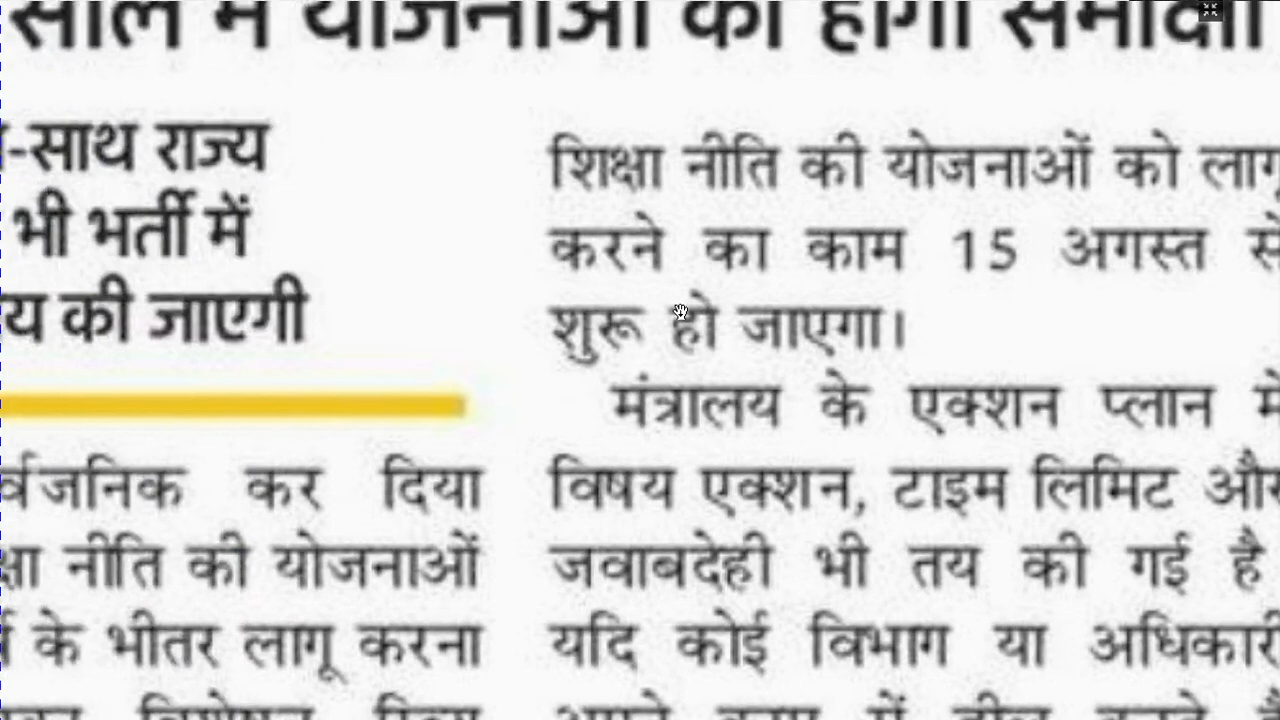 साल में योजनाओं की होगी समीक्षा
-साथ राज्य
भी भर्ती में
की जाएगी
कर दिया
नीति की योजनाओं
के भीतर लागू करना
शिक्षा नीति की योजनाओं को लागू
करने का काम 15 अगस्त से
शुरू हो जाएगा।
मंत्रालय के एक्शन प्लान में
विषय एक्शन, टाइम लिमिट और
जवाबदेही भी तय की गई है
यदि कोई विभाग या अधिकारी